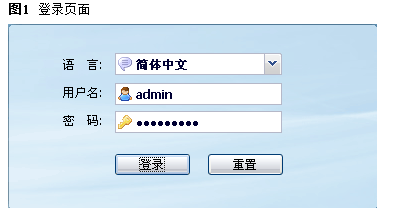 图1 登录页面
语 言: 简体中文
用户名: admin
密 码: •••••••••
登录 重置